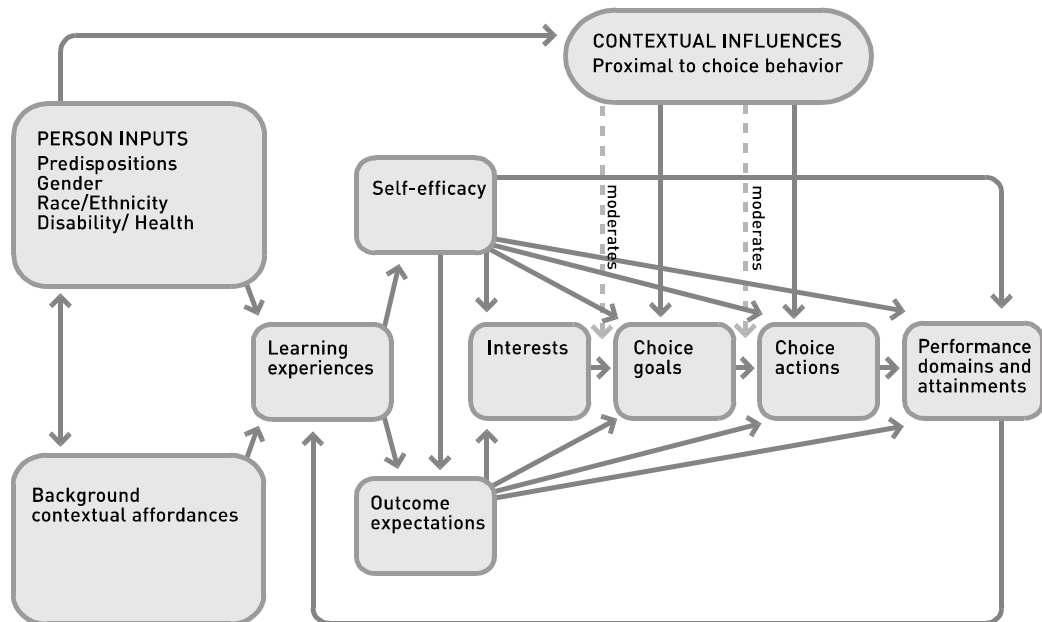 CONTEXTUAL INFLUENCES
Proximal to choice behavior
PERSON INPUTS
Predispositions
Gender
Race/Ethnicity
Disability/ Health
Self-efficacy
moderates
moderates
Learning
experiences
Interests
Choice
goals
Choice
actions
Performance
domains and
attainments
Background
contextual affordances
Outcome
expectations